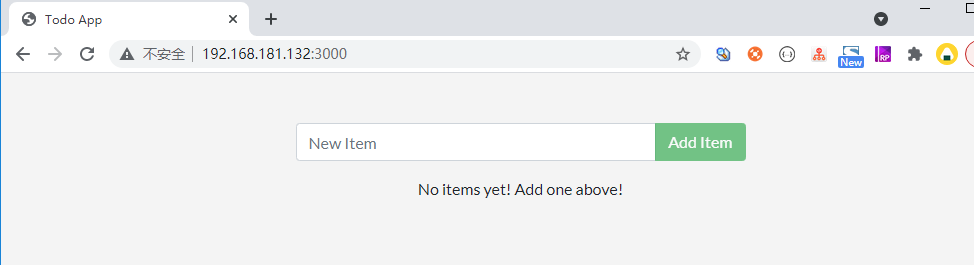 Todo App
不安全 192.168.181.132:3000
New
RP
New Item
Add Item
No items yet! Add one above!